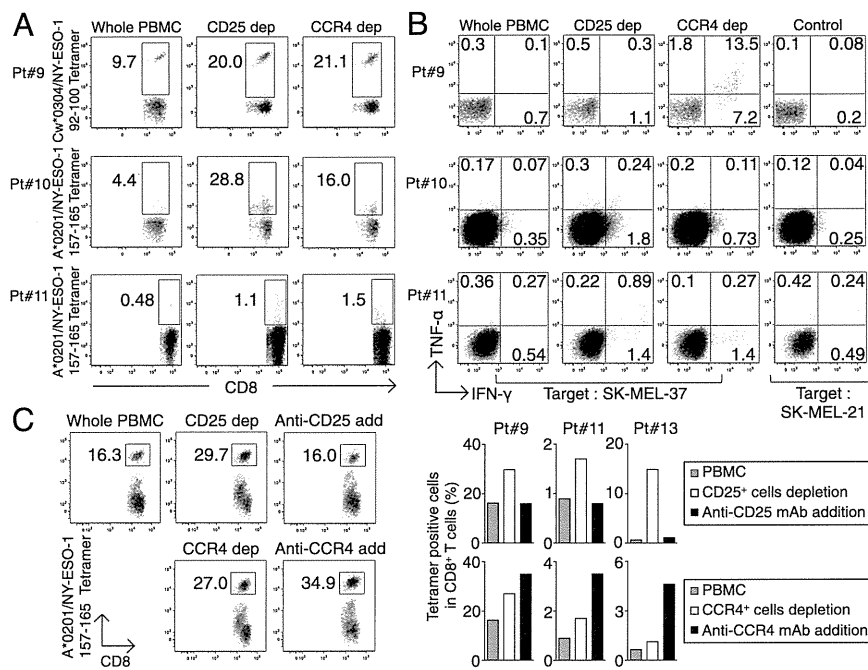 A
Whole PBMC CD25 dep CCR4 dep
Pt#9
Cw*0304/NY-ESO-1
92-100 Tetramer
9.7 20.0 21.1
Pt#10
A*0201/NY-ESO-1
157-165 Tetramer
4.4 28.8 16.0
Pt#11
A*0201/NY-ESO-1
157-165 Tetramer
0.48 1.1 1.5
CD8
B
Whole PBMC CD25 dep CCR4 dep Control
Pt#9
0.3 0.1 0.5 0.3 1.8 13.5 0.1 0.08
0.7 1.1 7.2 0.2
Pt#10
0.17 0.07 0.3 0.24 0.2 0.11 0.12 0.04
0.35 1.8 0.73 0.25
Pt#11
0.36 0.27 0.22 0.89 0.1 0.27 0.42 0.24
0.54 1.4 1.4 0.49
TNF-α
IFN-γ
Target : SK-MEL-37
Target :
SK-MEL-21
C
Whole PBMC CD25 dep Anti-CD25 add
16.3 29.7 16.0
CCR4 dep Anti-CCR4 add
27.0 34.9
A*0201/NY-ESO-1
157-165 Tetramer
CD8
Pt#9 Pt#11 Pt#13
Tetramer positive cells
in CD8+ T cells (%)
40 2 20
20 1 10
0 0 0
PBMC
CD25+ cells depletion
Anti-CD25 mAb addition
40 4 6
20 2 3
0 0 0
PBMC
CCR4+ cells depletion
Anti-CCR4 mAb addition